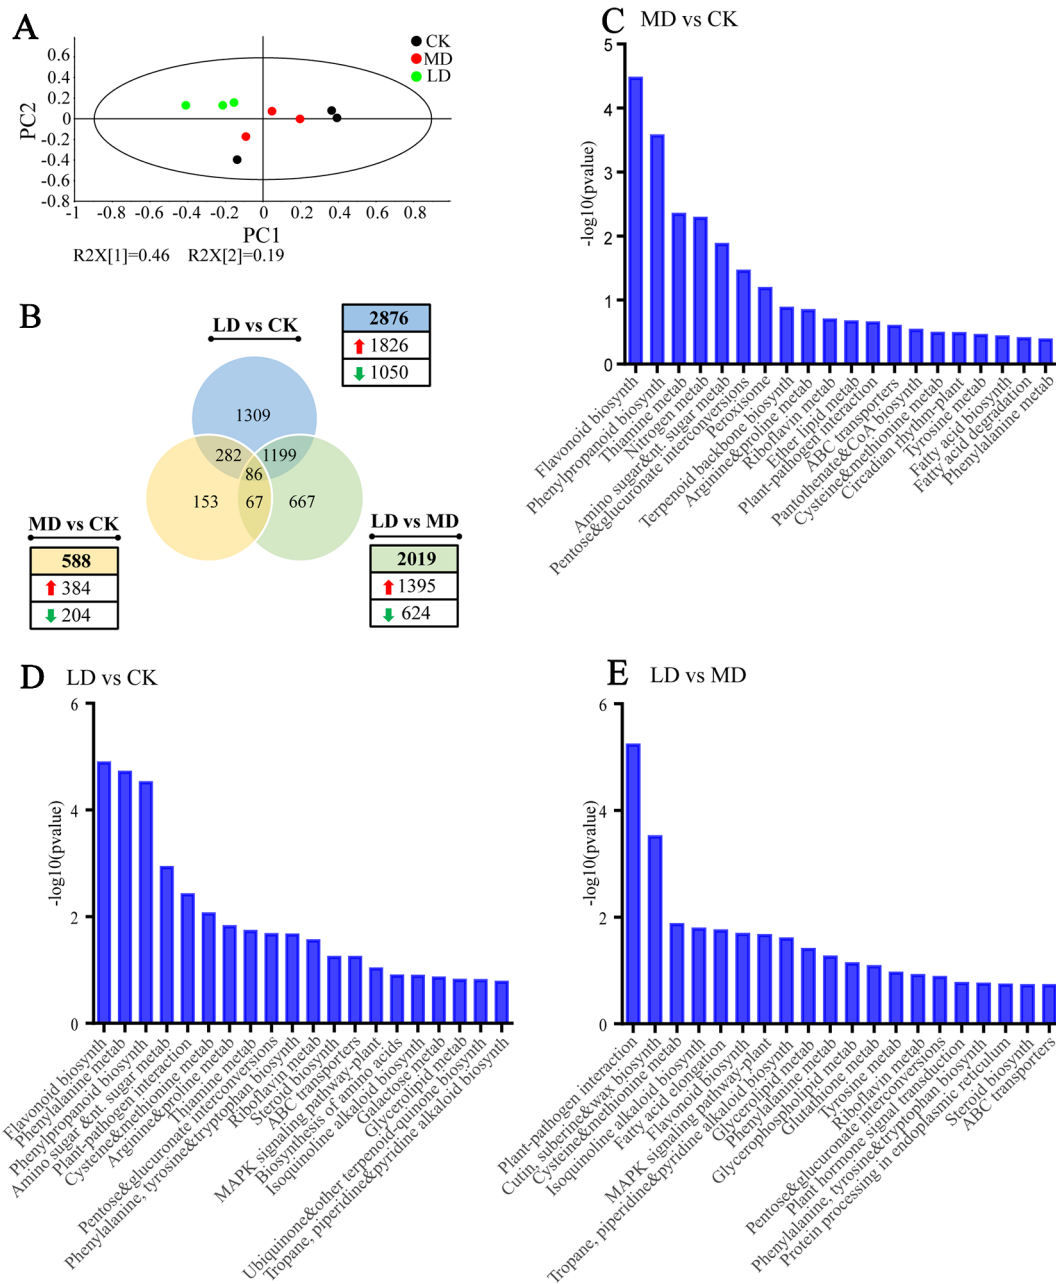 A
CK
MD
LD
PC2
0.6
0.4
0.2
0
-0.2
-0.4
-0.6
-0.8
-1
-0.8
-0.6
-0.4
-0.2
0
0.2
0.4
0.6
0.8
PC1
R2X[1]=0.46 R2X[2]=0.19
B
LD vs CK
2876
1826
1050
1309
282
1199
86
153
67
667
MD vs CK
588
384
204
LD vs MD
2019
1395
624
C MD vs CK
-log10(pvalue)
5
4
3
2
1
0
Flavonoid biosynth
Phenylpropanoid biosynth
Thiamine metab
Nitrogen metab
Amino sugar&nt. sugar metab
Pentose&glucuronate interconversions
Peroxisome
Terpenoid backbone biosynth
Arginine&proline metab
Riboflavin metab
Ether lipid metab
Plant-pathogen interaction
ABC transporters
Pantothenate&CoA biosynth
Cysteine&methionine metab
Circadian rhythm-plant
Tyrosine metab
Fatty acid biosynth
Fatty acid degradation
Phenylalanine metab
D LD vs CK
-log10(pvalue)
6
4
2
0
Flavonoid biosynth
Phenylalanine metab
Phenylpropanoid biosynth
Amino sugar &nt. sugar metab
Plant-pathogen interaction
Cysteine&methionine metab
Arginine&proline metab
Thiamine metab
Pentose&glucuronate interconversions
Phenylalanine, tyrosine&tryptophan biosynth
Riboflavin metab
Steroid biosynth
ABC transporters
MAPK signaling pathway-plant
Biosynthesis of amino acids
Isoquinoline alkaloid biosynth
Galactose metab
Glycerolipid metab
Ubiquinone&other terpenoid-quinone biosynth
Tropane, piperidine&pyridine alkaloid biosynth
E LD vs MD
-log10(pvalue)
6
4
2
0
Plant-pathogen interaction
Cutin, suberine&wax biosynth
Cysteine&methionine metab
Isoquinoline alkaloid biosynth
Fatty acid elongation
Flavonoid biosynth
MAPK signaling pathway-plant
Tropane, piperidine&pyridine alkaloid biosynth
Glycerolipid metab
Phenylalanine metab
Glycerophospholipid metab
Glutathione metab
Tyrosine metab
Riboflavin metab
Pentose&glucuronate interconversions
Plant hormone signal transduction
Phenylalanine, tyrosine&tryptophan biosynth
Protein processing in endoplasmic reticulum
Steroid biosynth
ABC transporters